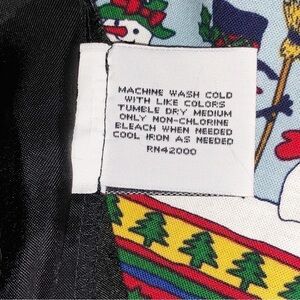 MACHINE WASH COLD
WITH LIKE COLORS
TUMBLE DRY MEDIUM
ONLY NON-CHLORINE
BLEACH WHEN NEEDED
COOL IRON AS NEEDED
RN42000